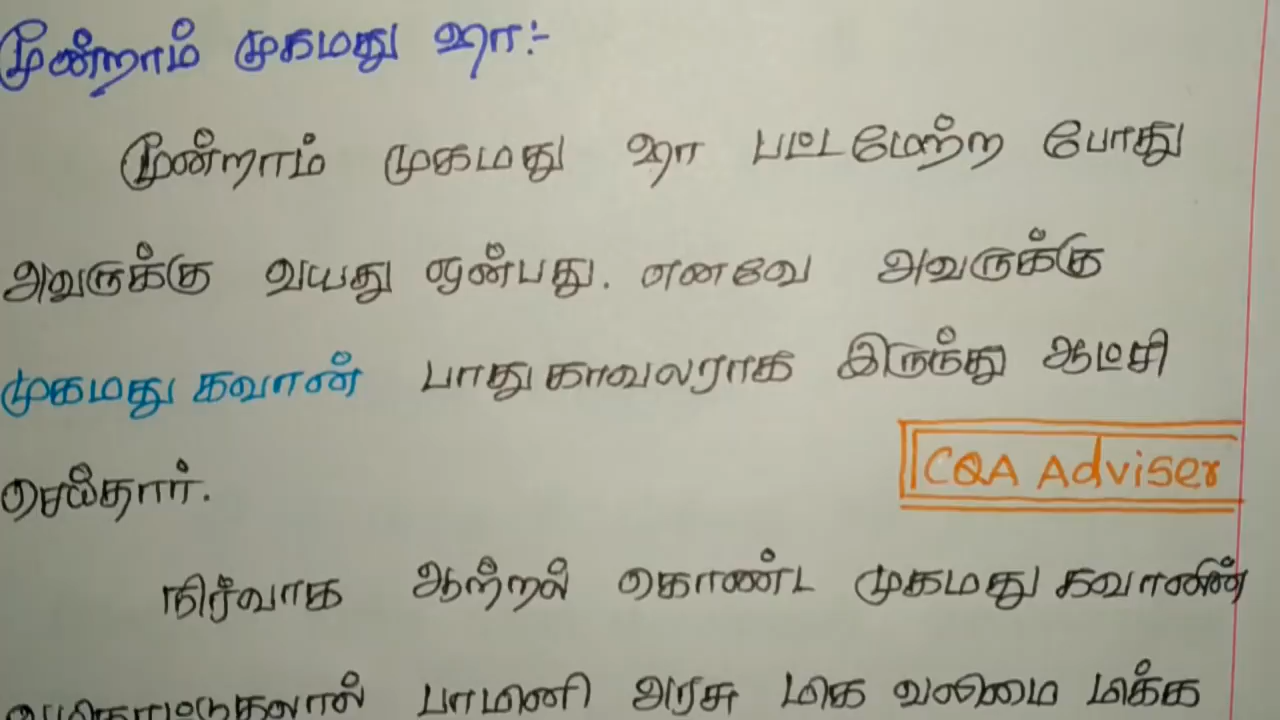 மூன்றாம் முகமது ஷா:-
மூன்றாம் முகமது ஷா பட்டமேற்ற போது
அவருக்கு வயது ஒன்பது. எனவே அவருக்கு
முகமது கவான் பாதுகாவலராக இருந்து ஆட்சி
செய்தார்.
CQA Adviser
நிர்வாக ஆற்றல் கொண்ட முகமது கவானின்
பாமினி அரசு மிக வலிமை மிக்க